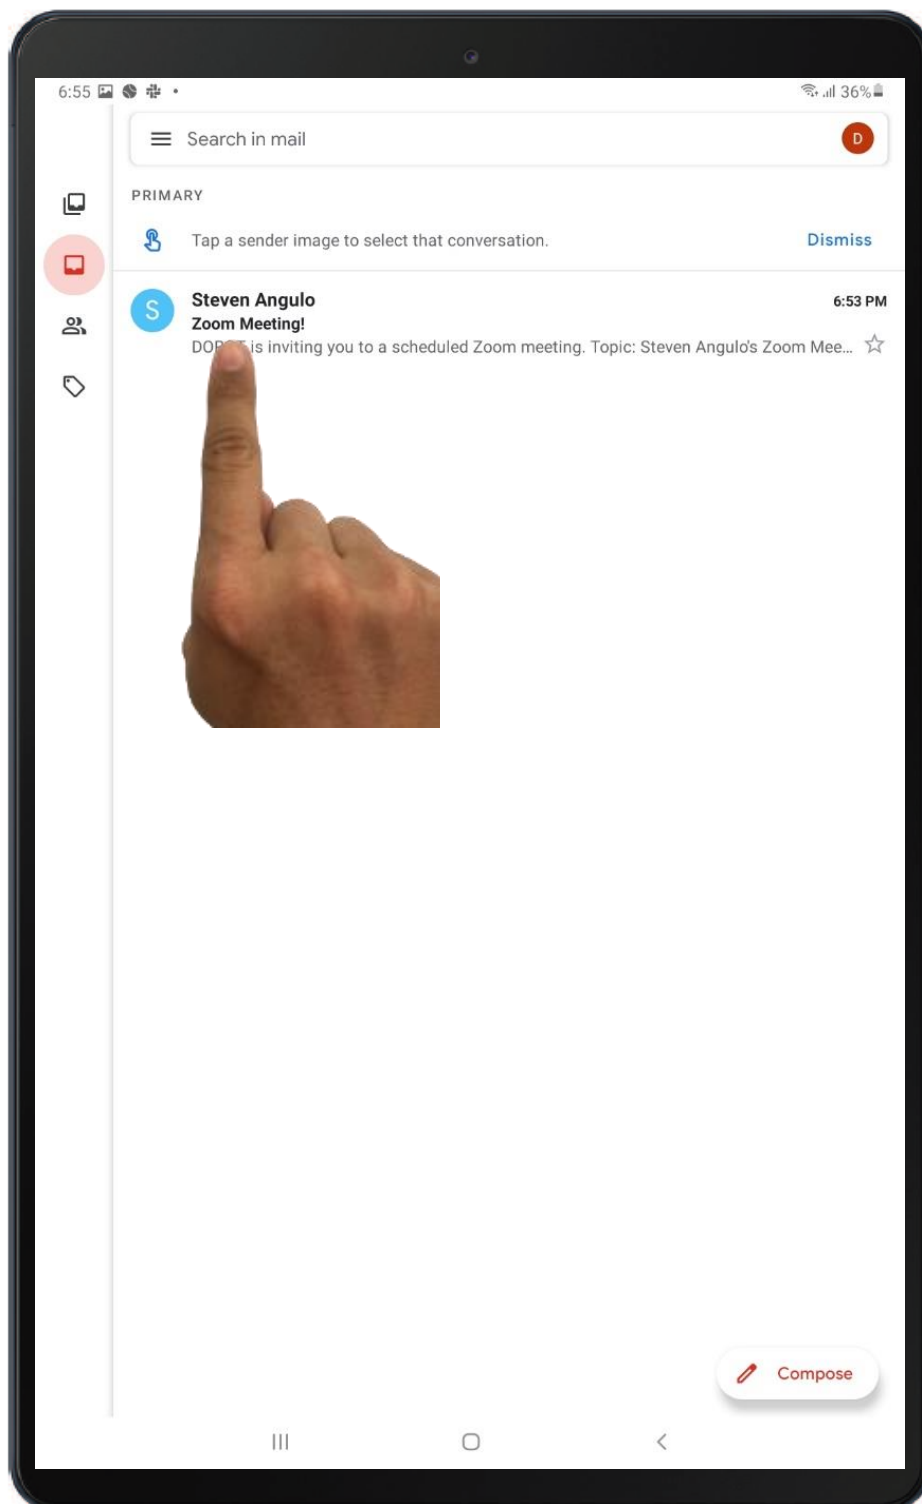 6:55
36%
Search in mail
D
PRIMARY
Tap a sender image to select that conversation.
Dismiss
S
Steven Angulo
6:53 PM
Zoom Meeting!
is inviting you to a scheduled Zoom meeting. Topic: Steven Angulo's Zoom Mee...
Compose